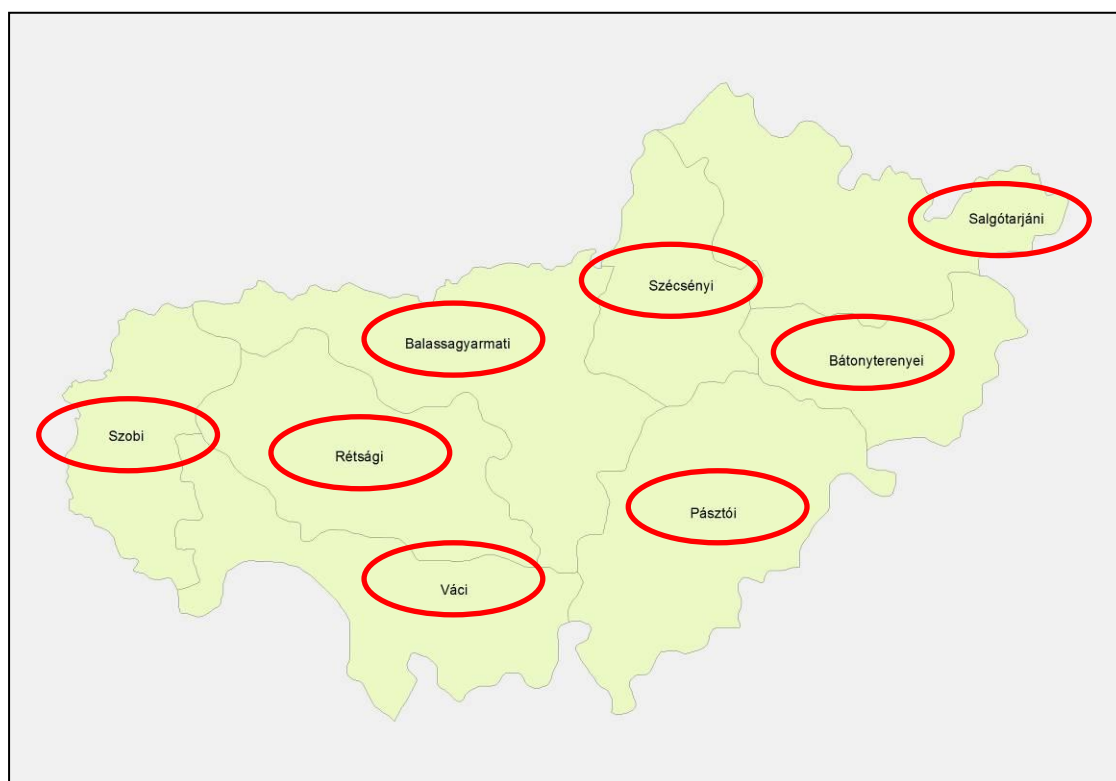 Salgótarjáni
Szécsényi
Balassagyarmati
Bátonyterenyei
Szobi
Rétsági
Pásztói
Váci